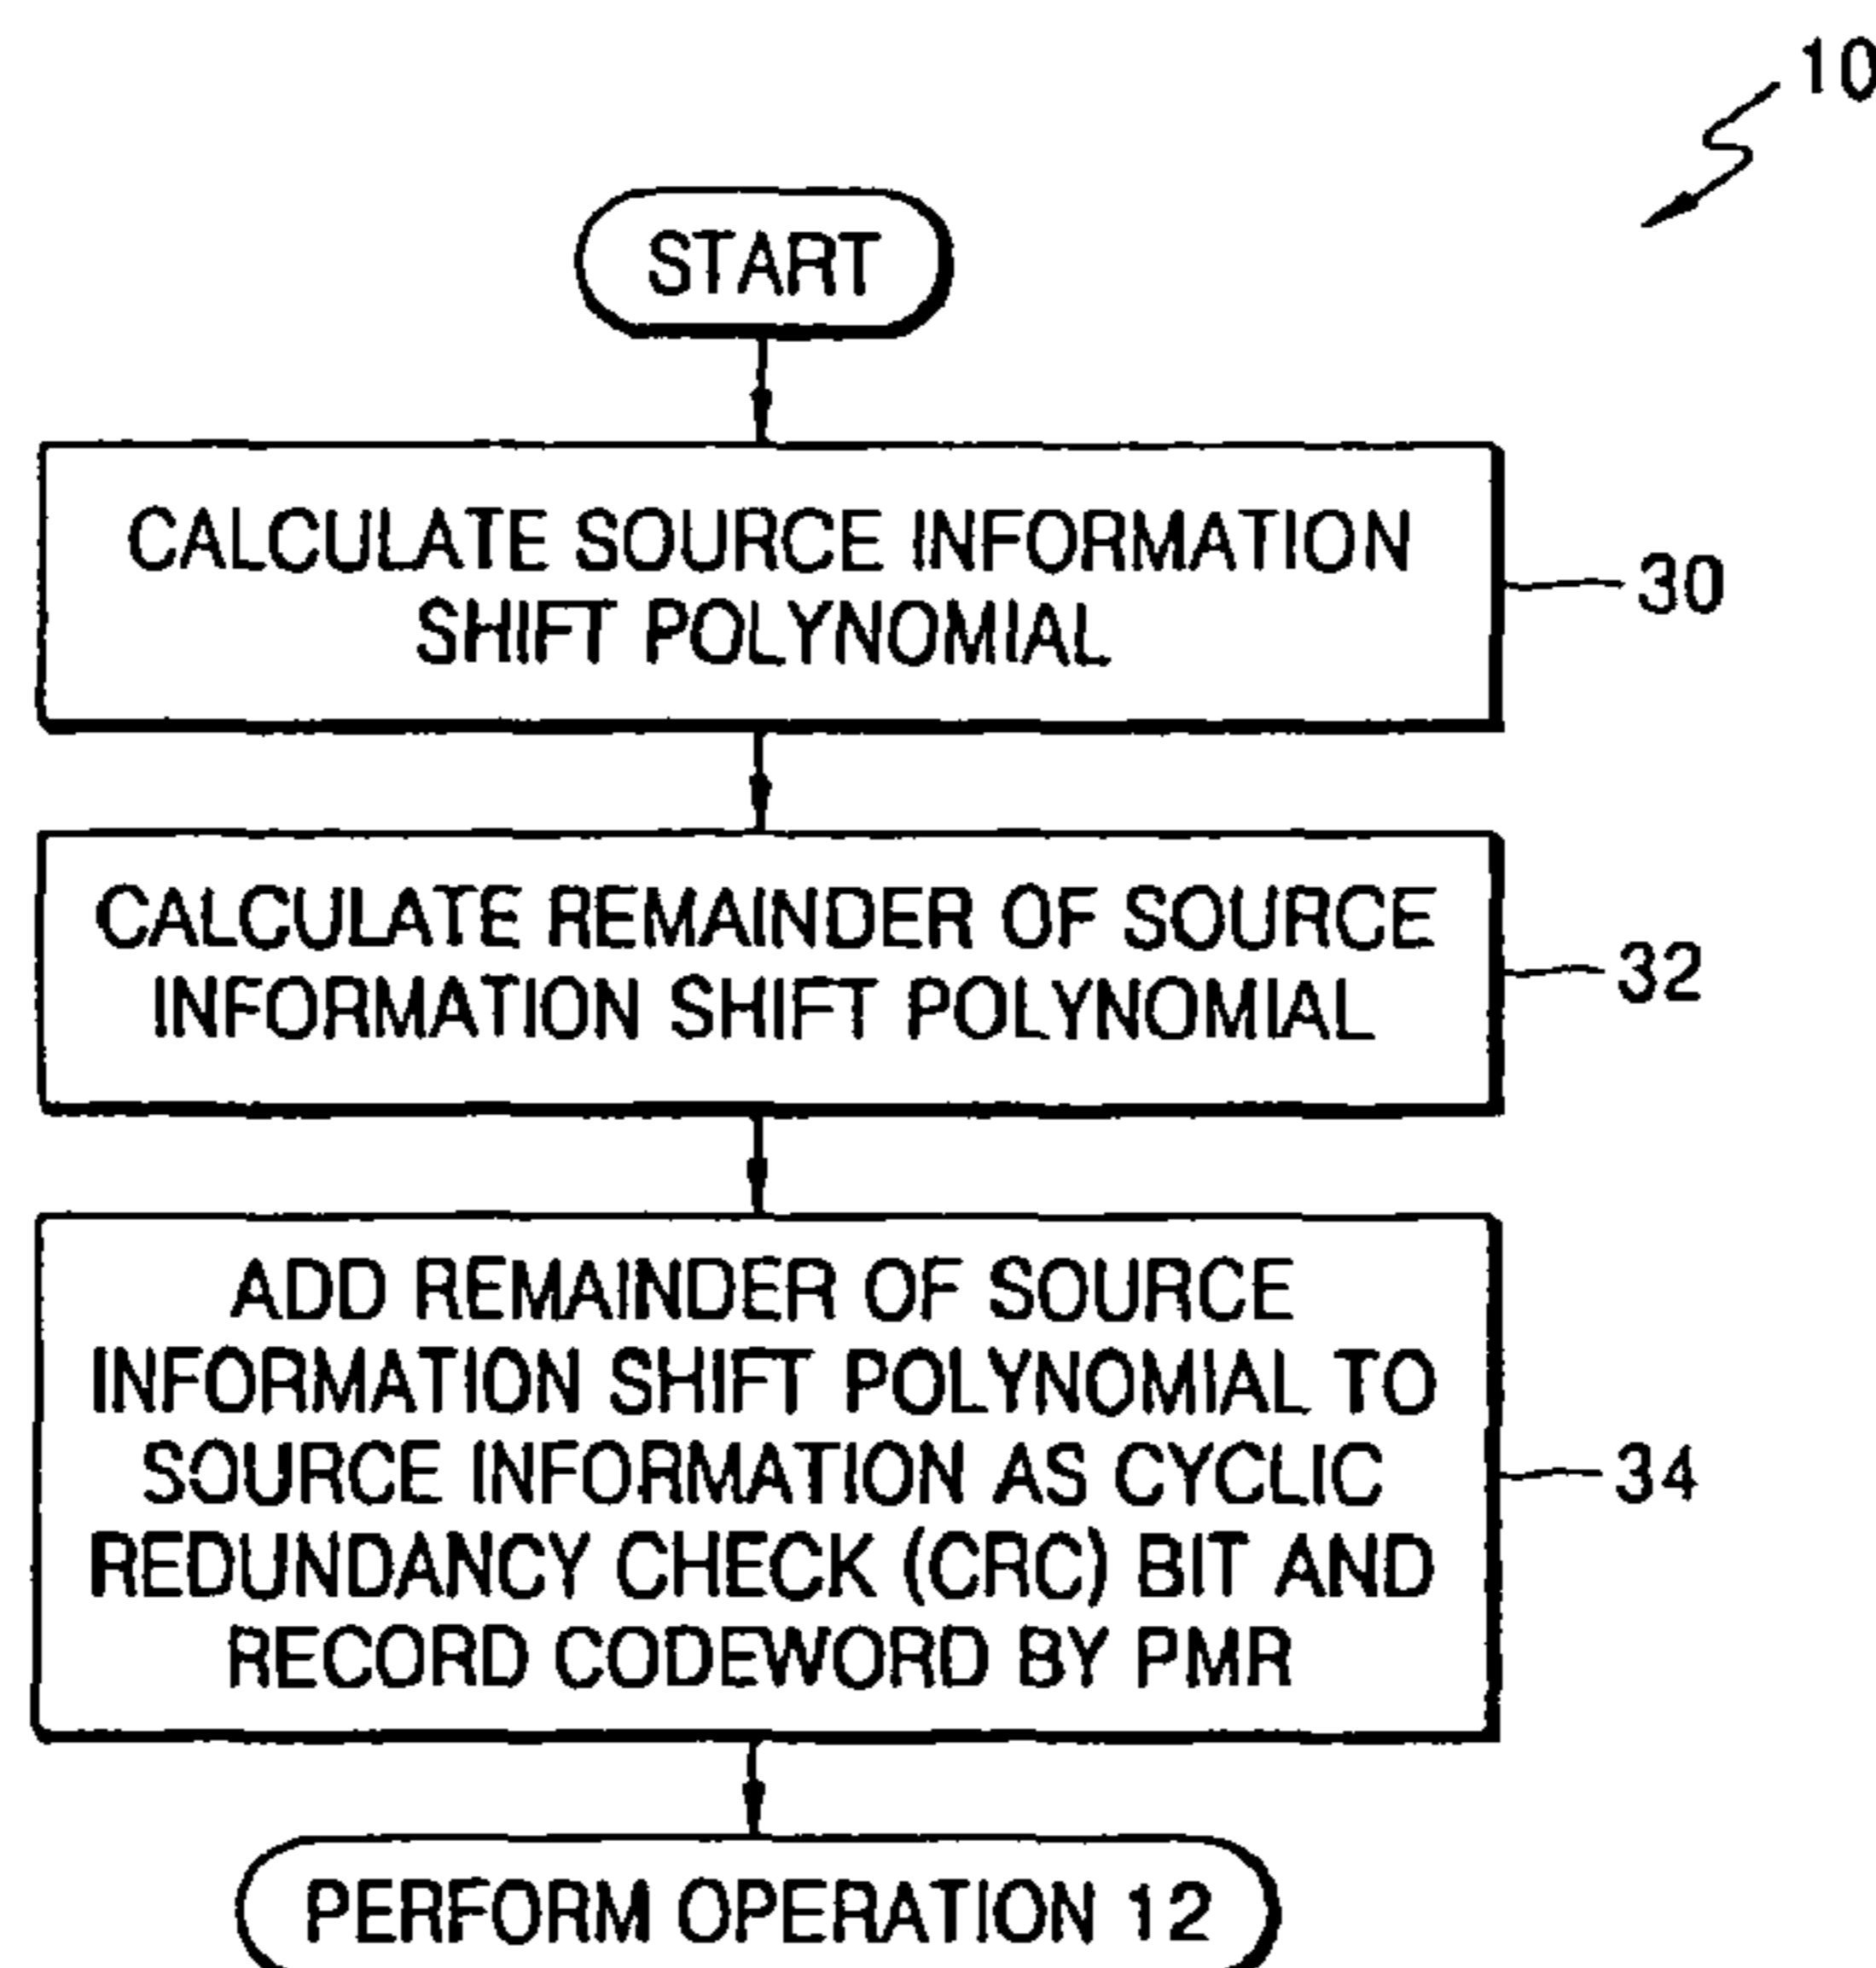 10
START
CALCULATE SOURCE INFORMATION
SHIFT POLYNOMIAL
30
CALCULATE REMAINDER OF SOURCE
INFORMATION SHIFT POLYNOMIAL
32
ADD REMAINDER OF SOURCE
INFORMATION SHIFT POLYNOMIAL TO
SOURCE INFORMATION AS CYCLIC
REDUNDANCY CHECK (CRC) BIT AND
RECORD CODEWORD BY PMR
34
PERFORM OPERATION 12